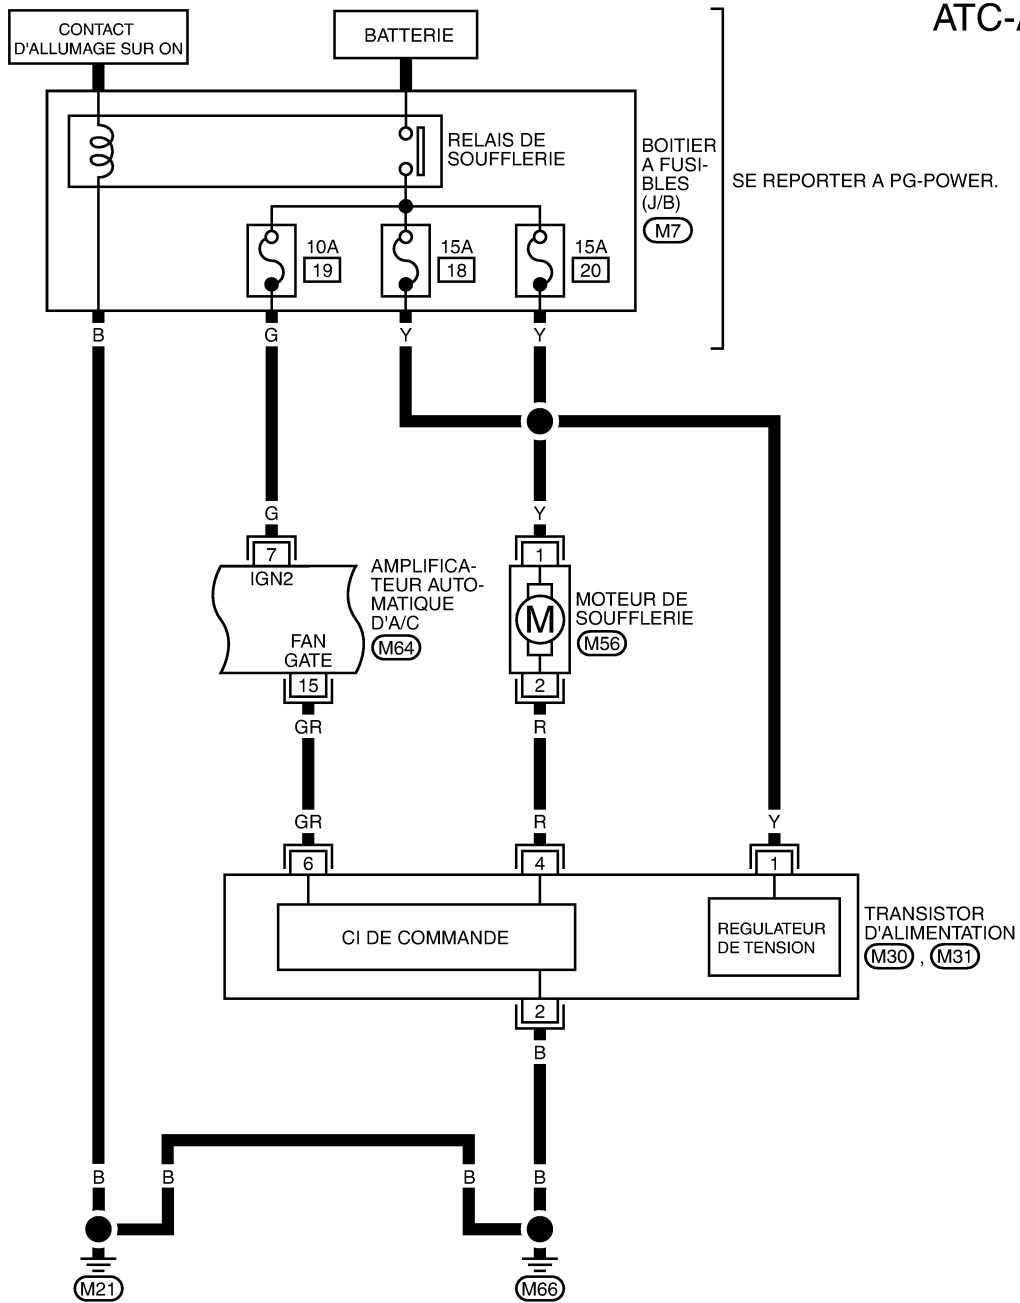 ATC-A
CONTACT
D'ALLUMAGE SUR ON
BATTERIE
RELAIS DE
SOUFFLERIE
BOITIER
A FUSI-
BLES
(J/B)
M7
SE REPORTER A PG-POWER.
10A
19
15A
18
15A
20
B
G
Y
Y
G
Y
7
IGN2
FAN
GATE
15
AMPLIFICA-
TEUR AUTO-
MATIQUE
D'A/C
M64
1
M
2
MOTEUR DE
SOUFFLERIE
M56
GR
R
GR
R
Y
6
4
1
CI DE COMMANDE
REGULATEUR
DE TENSION
TRANSISTOR
D'ALIMENTATION
M30 , M31
2
B
B
B
B
B
M21
M66